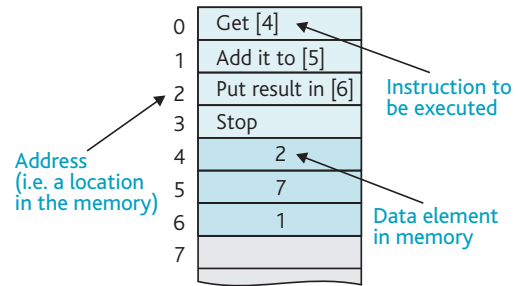 0 Get [4]
1 Add it to [5]
2 Put result in [6]
3 Stop
4 2
5 7
6 1
7
Instruction to
be executed
Address
(i.e. a location
in the memory)
Data element
in memory